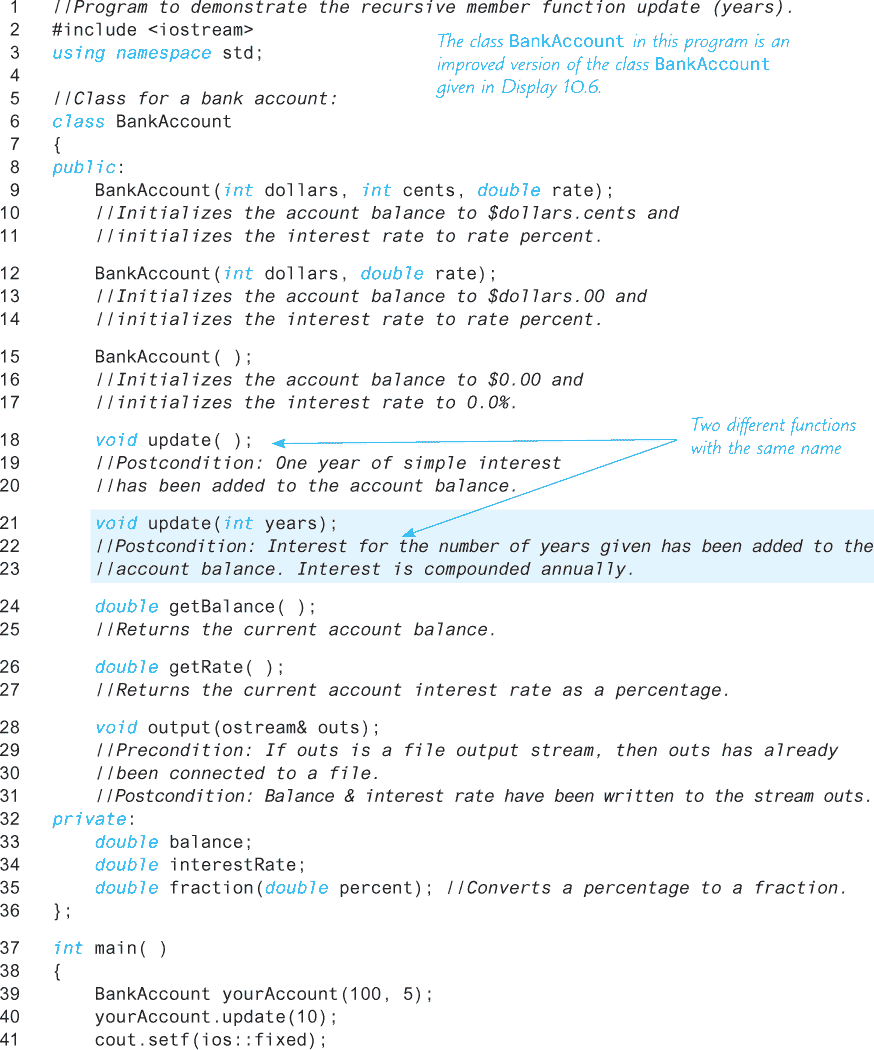 1 //Program to demonstrate the recursive member function update (years).
2 #include <iostream>
3 using namespace std;
The class BankAccount in this program is an
improved version of the class BankAccount
given in Display 10.6.
4
5 //Class for a bank account:
6 class BankAccount
7 {
8 public:
9 BankAccount(int dollars, int cents, double rate);
10 //Initializes the account balance to $dollars.cents and
11 //initializes the interest rate to rate percent.
12 BankAccount(int dollars, double rate);
13 //Initializes the account balance to $dollars.00 and
14 //initializes the interest rate to rate percent.
15 BankAccount( );
16 //Initializes the account balance to $0.00 and
17 //initializes the interest rate to 0.0%.
Two different functions
with the same name
18 void update( );
19 //Postcondition: One year of simple interest
20 //has been added to the account balance.
21 void update(int years);
22 //Postcondition: Interest for the number of years given has been added to the
23 //account balance. Interest is compounded annually.
24 double getBalance( );
25 //Returns the current account balance.
26 double getRate( );
27 //Returns the current account interest rate as a percentage.
28 void output(ostream& outs);
29 //Precondition: If outs is a file output stream, then outs has already
30 //been connected to a file.
31 //Postcondition: Balance & interest rate have been written to the stream outs.
32 private:
33 double balance;
34 double interestRate;
35 double fraction(double percent); //Converts a percentage to a fraction.
36 };
37 int main( )
38 {
39 BankAccount yourAccount(100, 5);
40 yourAccount.update(10);
41 cout.setf(ios::fixed);